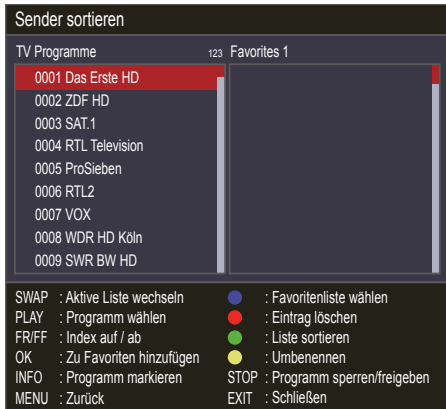 Sender sortieren
TV Programme 123 Favorites 1
0001 Das Erste HD
0002 ZDF HD
0003 SAT.1
0004 RTL Television
0005 ProSieben
0006 RTL2
0007 VOX
0008 WDR HD Köln
0009 SWR BW HD
SWAP : Aktive Liste wechseln : Favoritenliste wählen
PLAY : Programm wählen : Eintrag löschen
FR/FF : Index auf / ab : Liste sortieren
OK : Zu Favoriten hinzufügen : Umbenennen
INFO : Programm markieren STOP : Programm sperren/freigeben
MENU : Zurück EXIT : Schließen